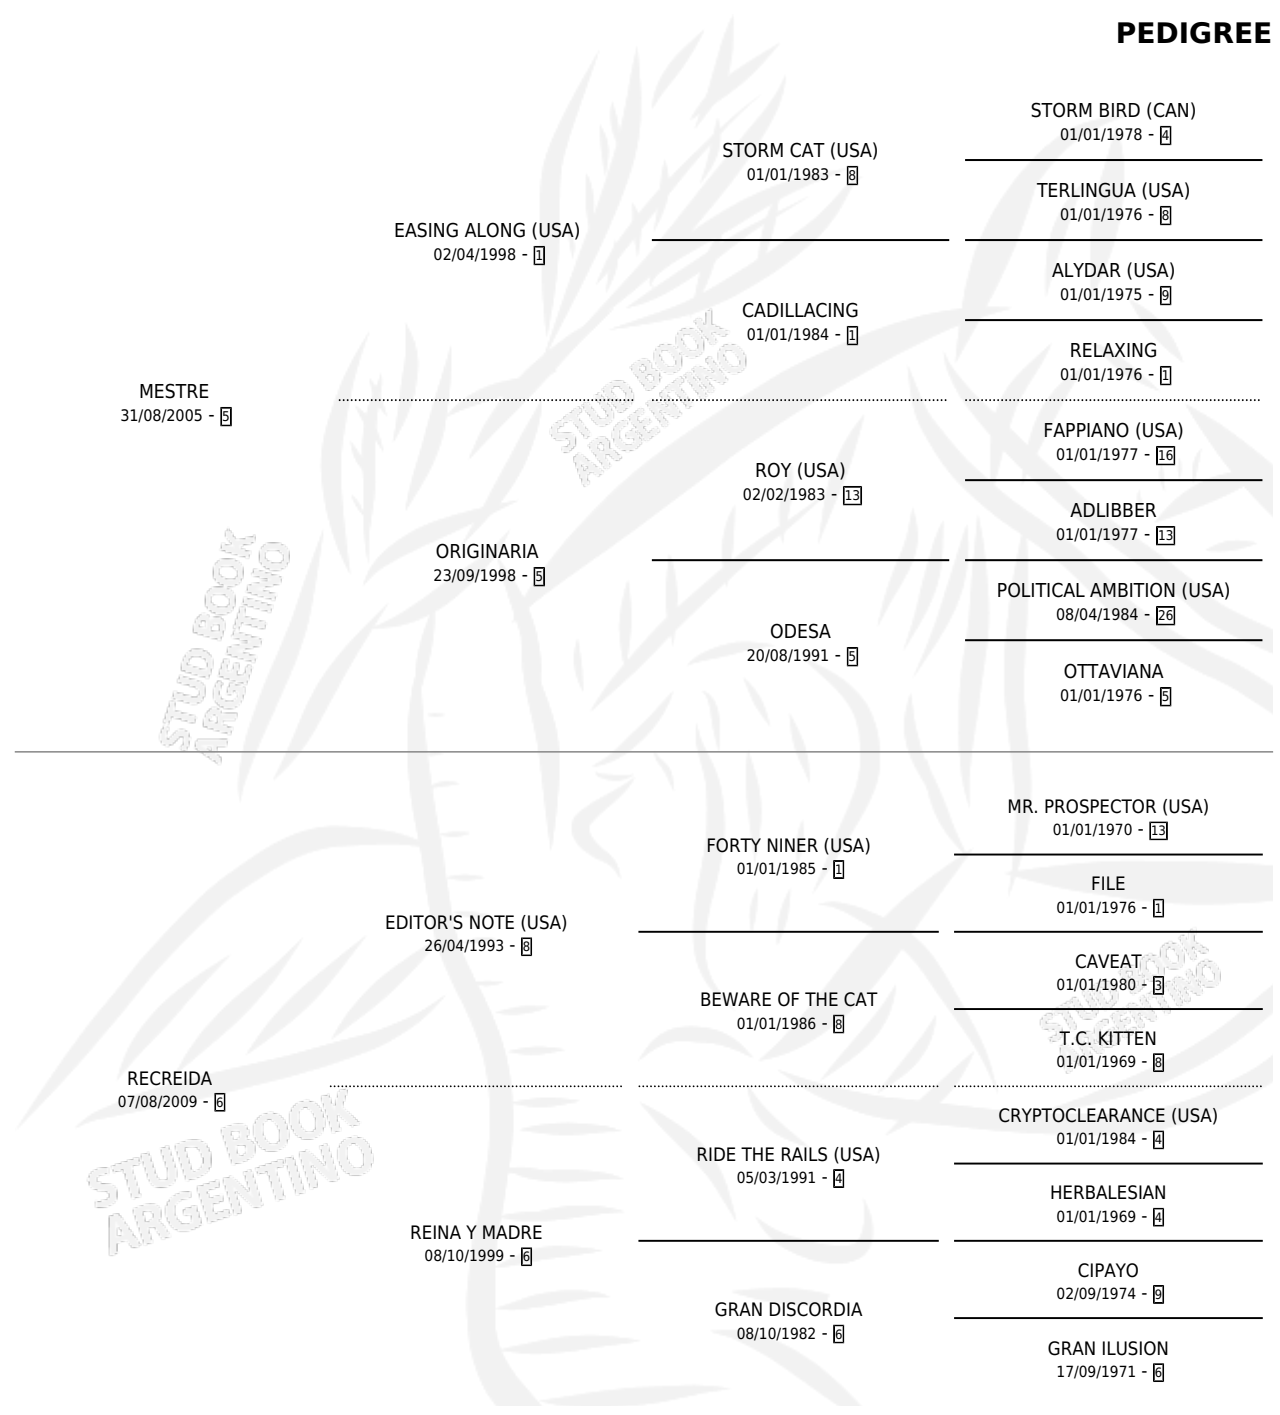 PEDIGREE
STORM BIRD (CAN)
01/01/1978 - 4
STORM CAT (USA)
01/01/1983 - 8
TERLINGUA (USA)
01/01/1976 - 8
EASING ALONG (USA)
02/04/1998 - 1
ALYDAR (USA)
01/01/1975 - 9
CADILLACING
01/01/1984 - 1
RELAXING
01/01/1976 - 1
MESTRE
31/08/2005 - 5
FAPPIANO (USA)
01/01/1977 - 16
ROY (USA)
02/02/1983 - 13
ADLIBBER
01/01/1977 - 13
ORIGINARIA
23/09/1998 - 5
POLITICAL AMBITION (USA)
08/04/1984 - 26
ODESA
20/08/1991 - 5
OTTAVIANA
01/01/1976 - 5
STUD BOOK
ARGENTINO
STUD BOOK
ARGENTINO
MR. PROSPECTOR (USA)
01/01/1970 - 13
FORTY NINER (USA)
01/01/1985 - 1
FILE
01/01/1976 - 1
EDITOR'S NOTE (USA)
26/04/1993 - 8
CAVEAT
01/01/1980 - 3
BEWARE OF THE CAT
01/01/1986 - 8
T.C. KITTEN
01/01/1969 - 8
RECREIDA
07/08/2009 - 6
CRYPTOCLEARANCE (USA)
01/01/1984 - 4
RIDE THE RAILS (USA)
05/03/1991 - 4
HERBALESIAN
01/01/1969 - 4
REINA Y MADRE
08/10/1999 - 6
CIPAYO
02/09/1974 - 9
GRAN DISCORDIA
08/10/1982 - 6
GRAN ILUSION
17/09/1971 - 6
STUD BOOK
ARGENTINO
STUD BOOK
ARGENTINO